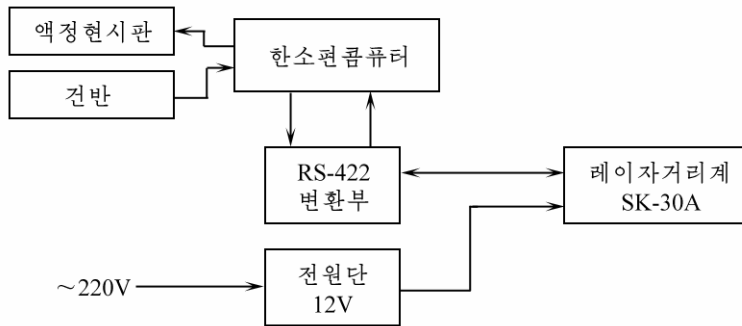 액정현시판
한소편콤퓨터
건반
RS-422
변환부
레이자거리계
SK-30A
～220V
전원단
12V